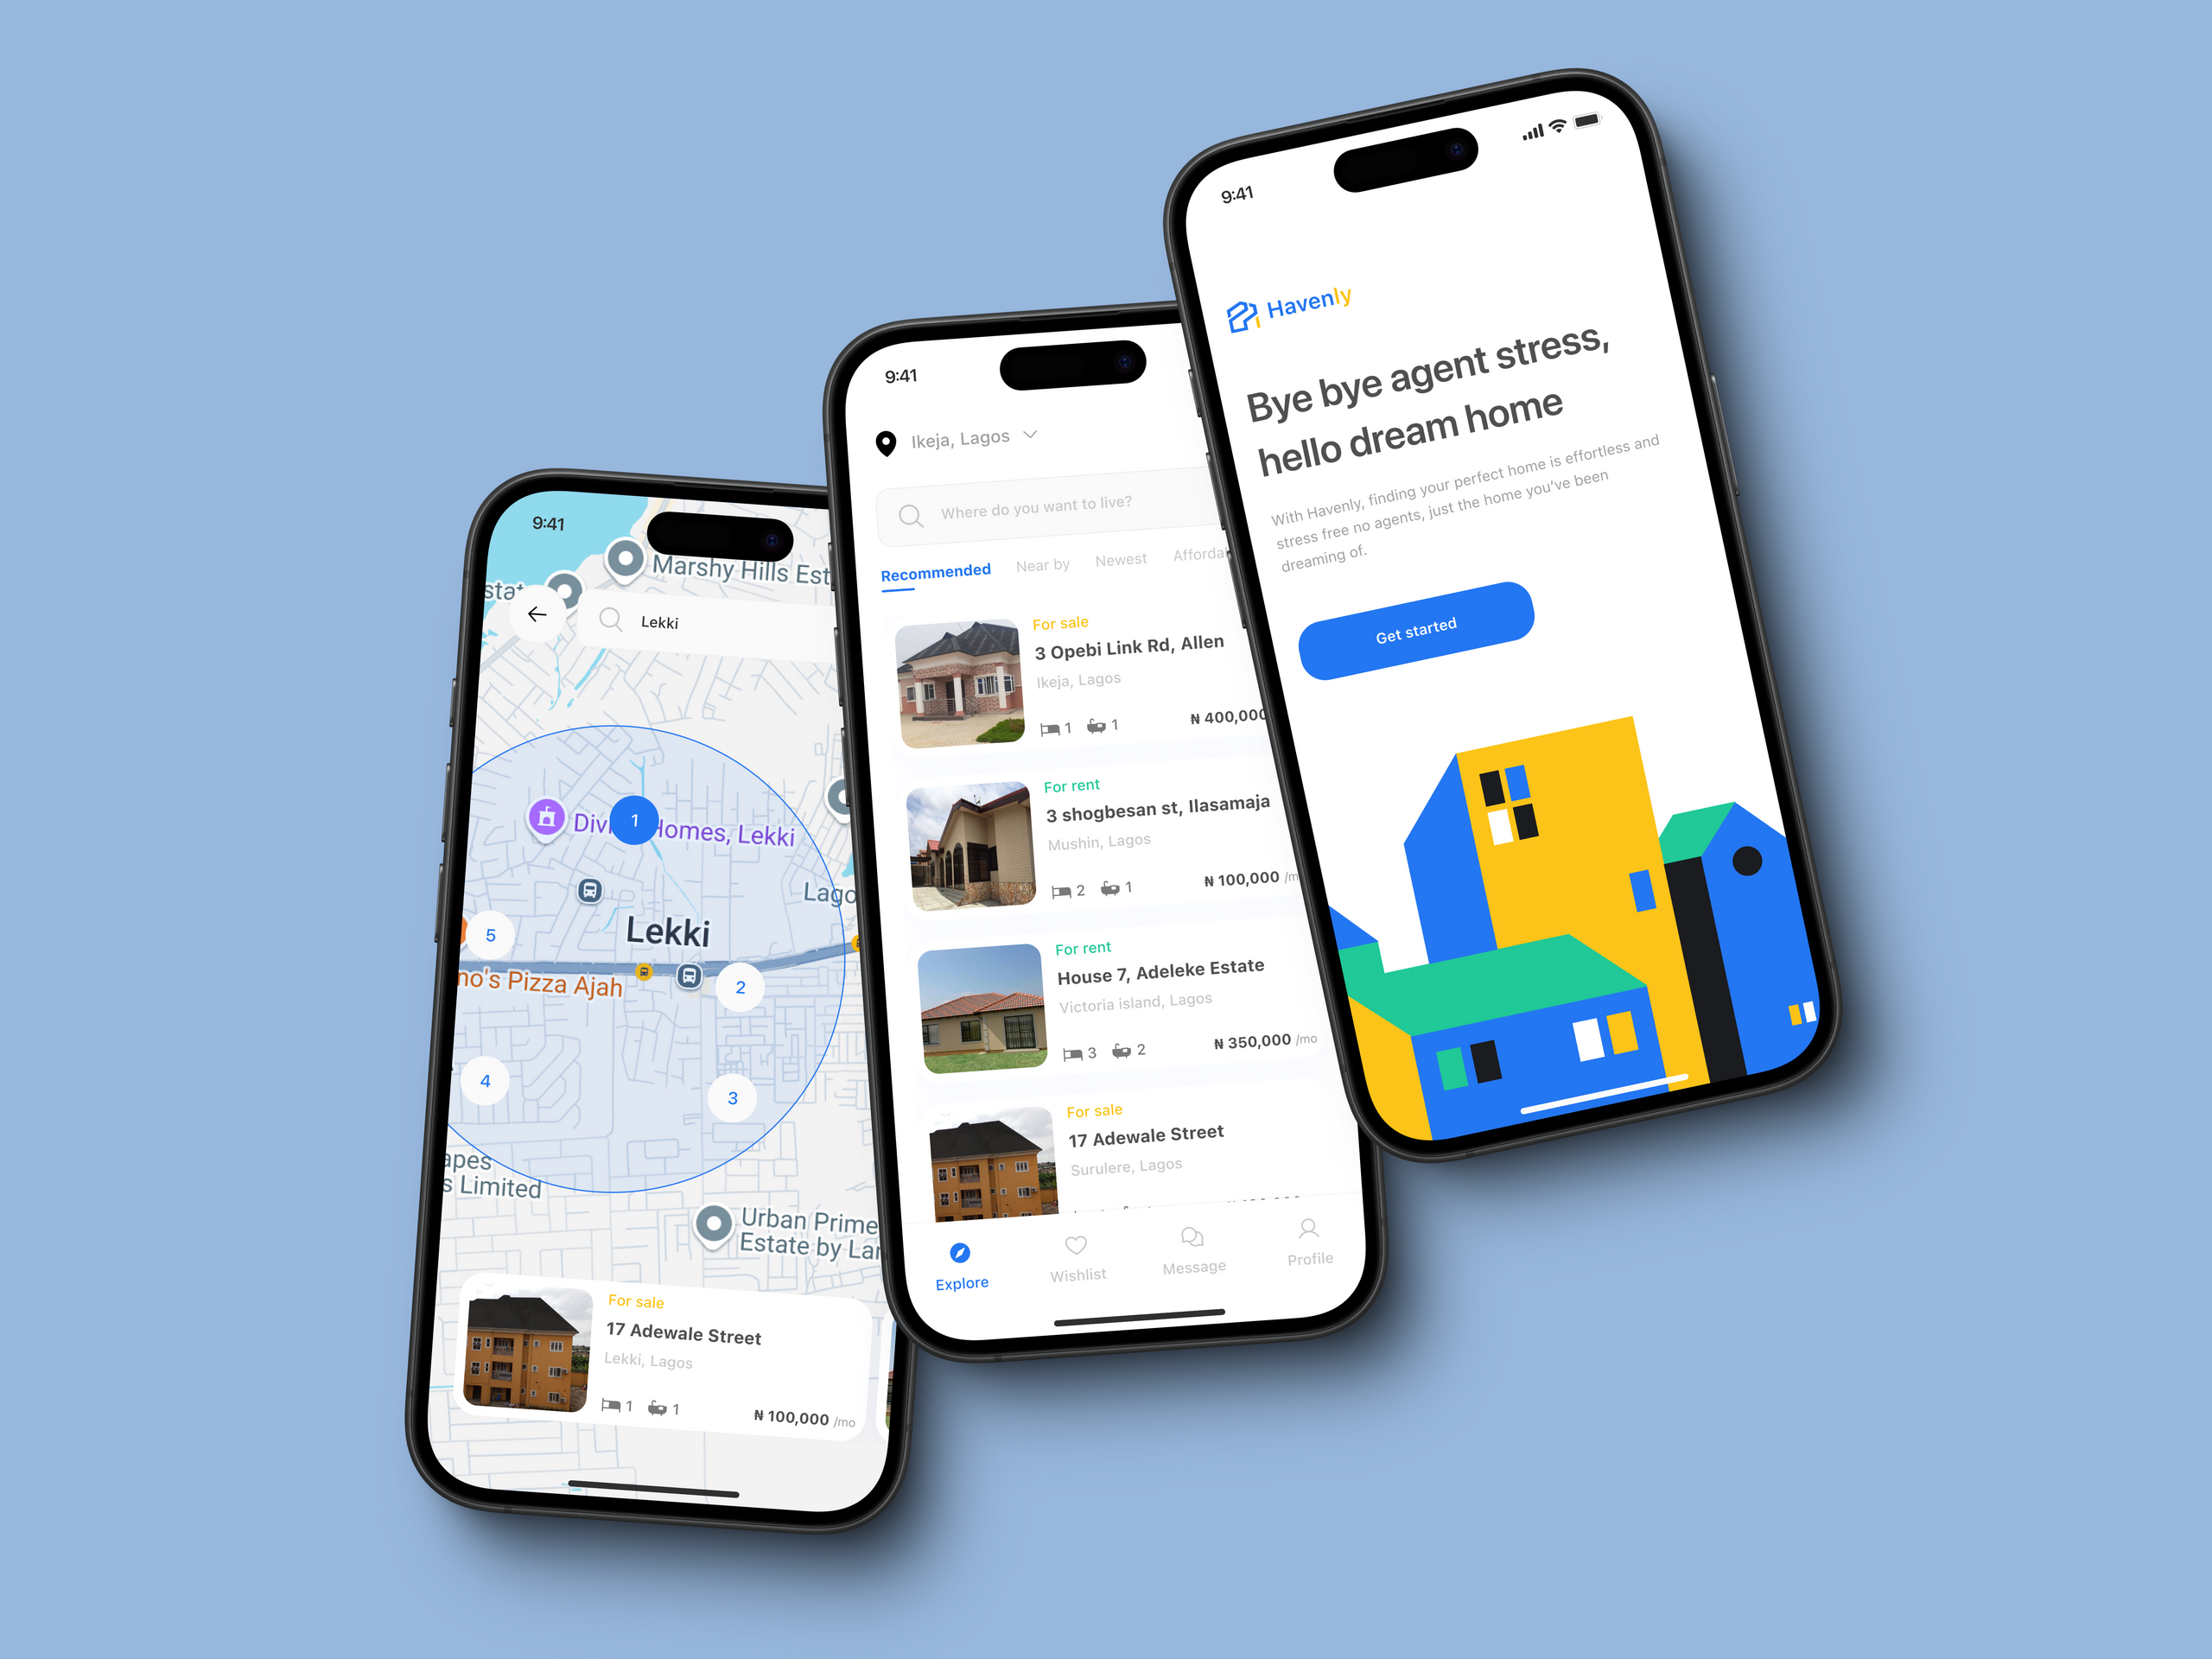 9:41
Marshy Hills Est
Lekki
Homes, Lekki
1
Lekki
5
no's Pizza Ajah
2
4
3
s Limited
Urban Prime
Estate by
For sale
17 Adewale Street
Lekki, Lagos
1 1
₦ 100,000 /mo
9:41
Ikeja, Lagos
Where do you want to live?
Recommended Near by Newest
For sale
3 Opebi Link Rd, Allen
Ikeja, Lagos
1 1
₦ 400,000
For rent
3 shogbesan st, Ilasamaja
Mushin, Lagos
2 1
₦ 100,000 /m
For rent
House 7, Adeleke Estate
Victoria island, Lagos
3 2
₦ 350,000 /mo
For sale
17 Adewale Street
Surulere, Lagos
Explore Wishlist Message Profile
9:41
Havenly
Bye bye agent stress,
hello dream home
With Havenly, finding your perfect home is effortless and
stress free no agents, just the home you've been
dreaming of.
Get started